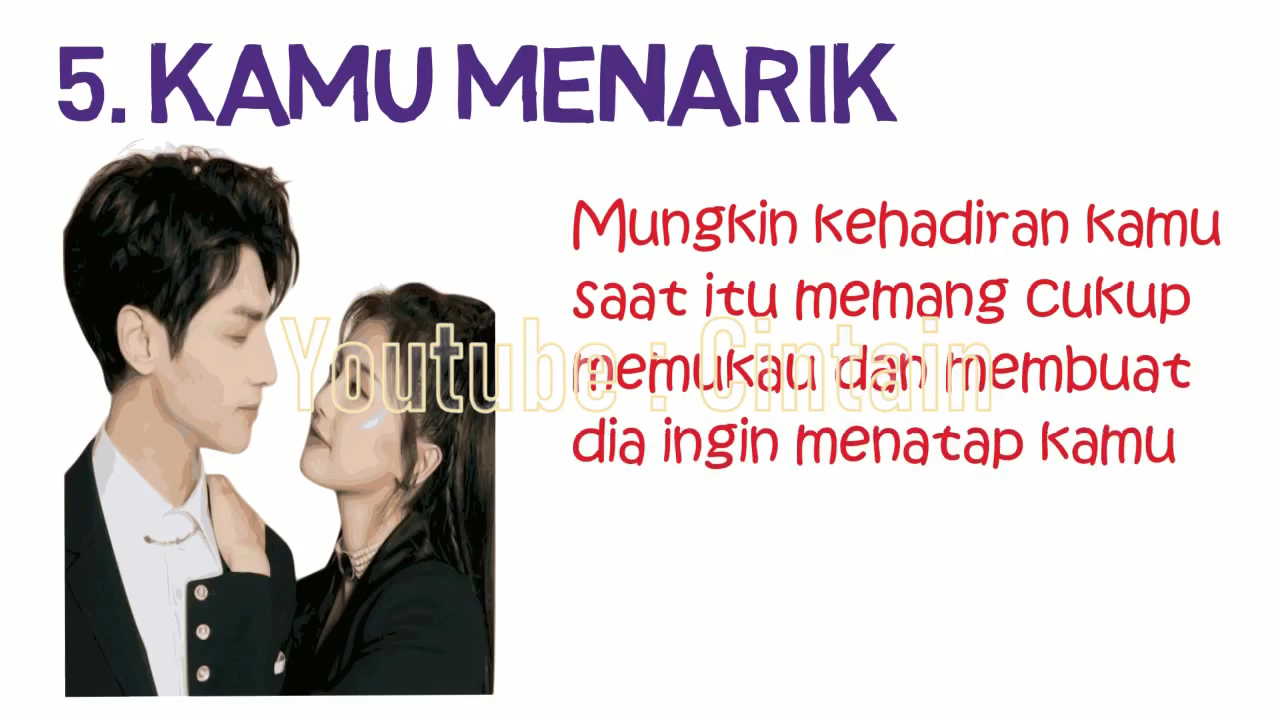 5. KAMU MENARIK
Mungkin kehadiran kamu
saat itu memang cukup
memukau dan membuat
dia ingin menatap kamu
Youtube : Cintain